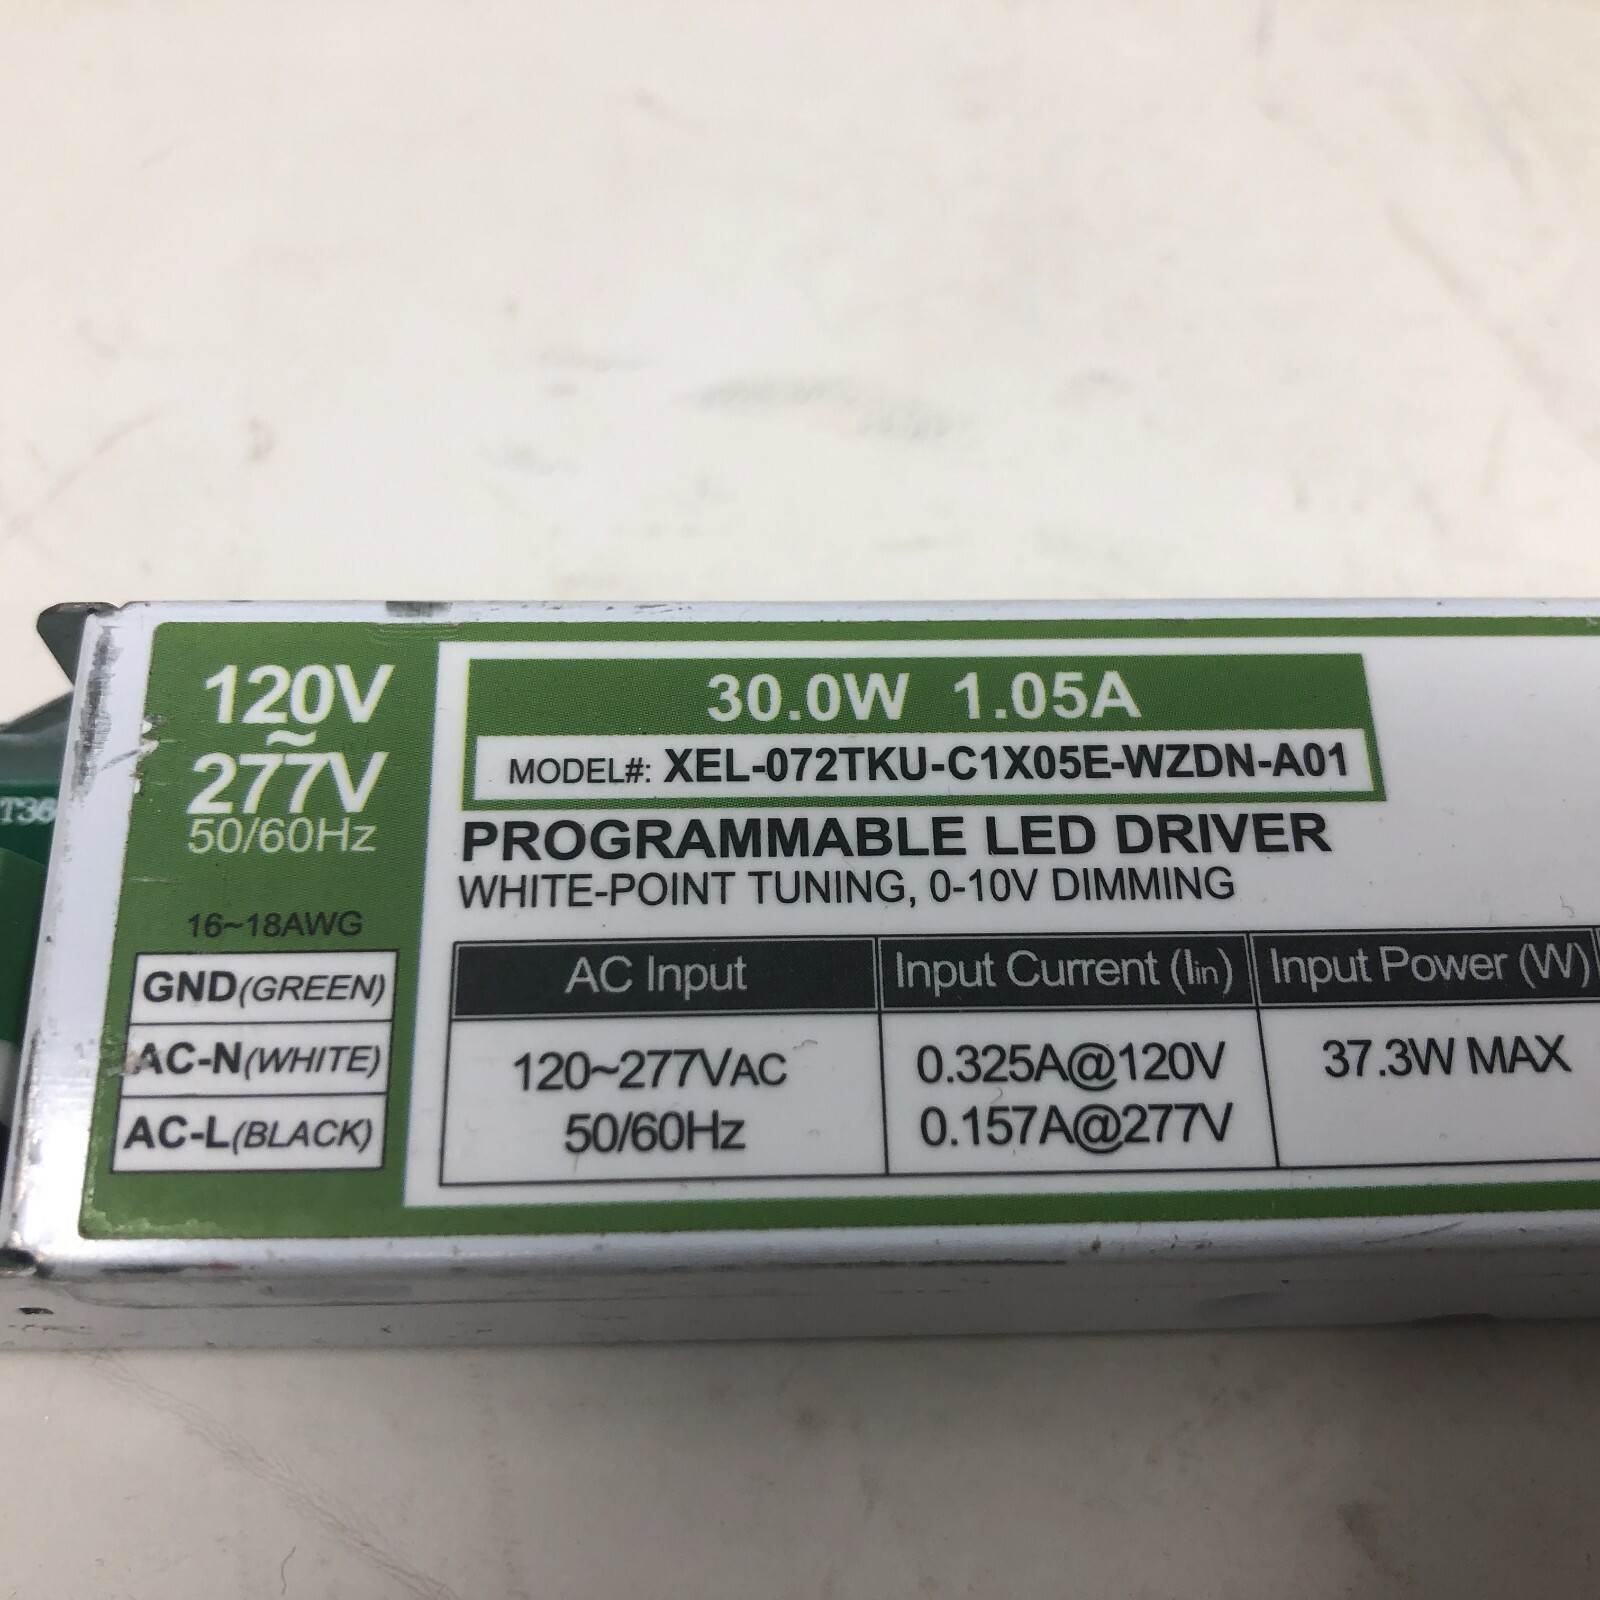 120V
~
277V
50/60Hz
16~18AWG
GND(GREEN)
AC-N(WHITE)
AC-L(BLACK)
30.0W 1.05A
MODEL#: XEL-072TKU-C1X05E-WZDN-A01
PROGRAMMABLE LED DRIVER
WHITE-POINT TUNING, 0-10V DIMMING
AC Input
Input Current (Iin)
Input Power (W)
120~277VAC
50/60Hz
0.325A@120V
0.157A@277V
37.3W MAX